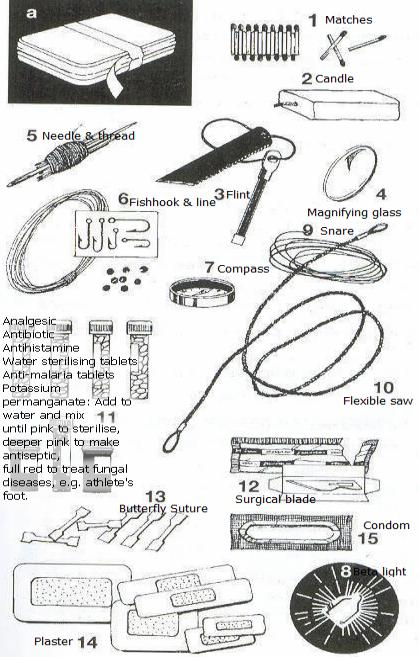 a
1 Matches
2 Candle
5 Needle & thread
3 Flint
4
Magnifying glass
6 Fishhook & line
9 Snare
7 Compass
10
Flexible saw
Analgesic
Antibiotic
Antihistamine
Water sterilising tablets
Anti-malaria tablets
Potassium
permanganate: Add to
water and mix
until pink to sterilise,
deeper pink to make
antiseptic,
full red to treat fungal
diseases, e.g. athlete's
foot.
11
12
Surgical blade
13
Butterfly Suture
Condom
15
Plaster 14
8 Beta light